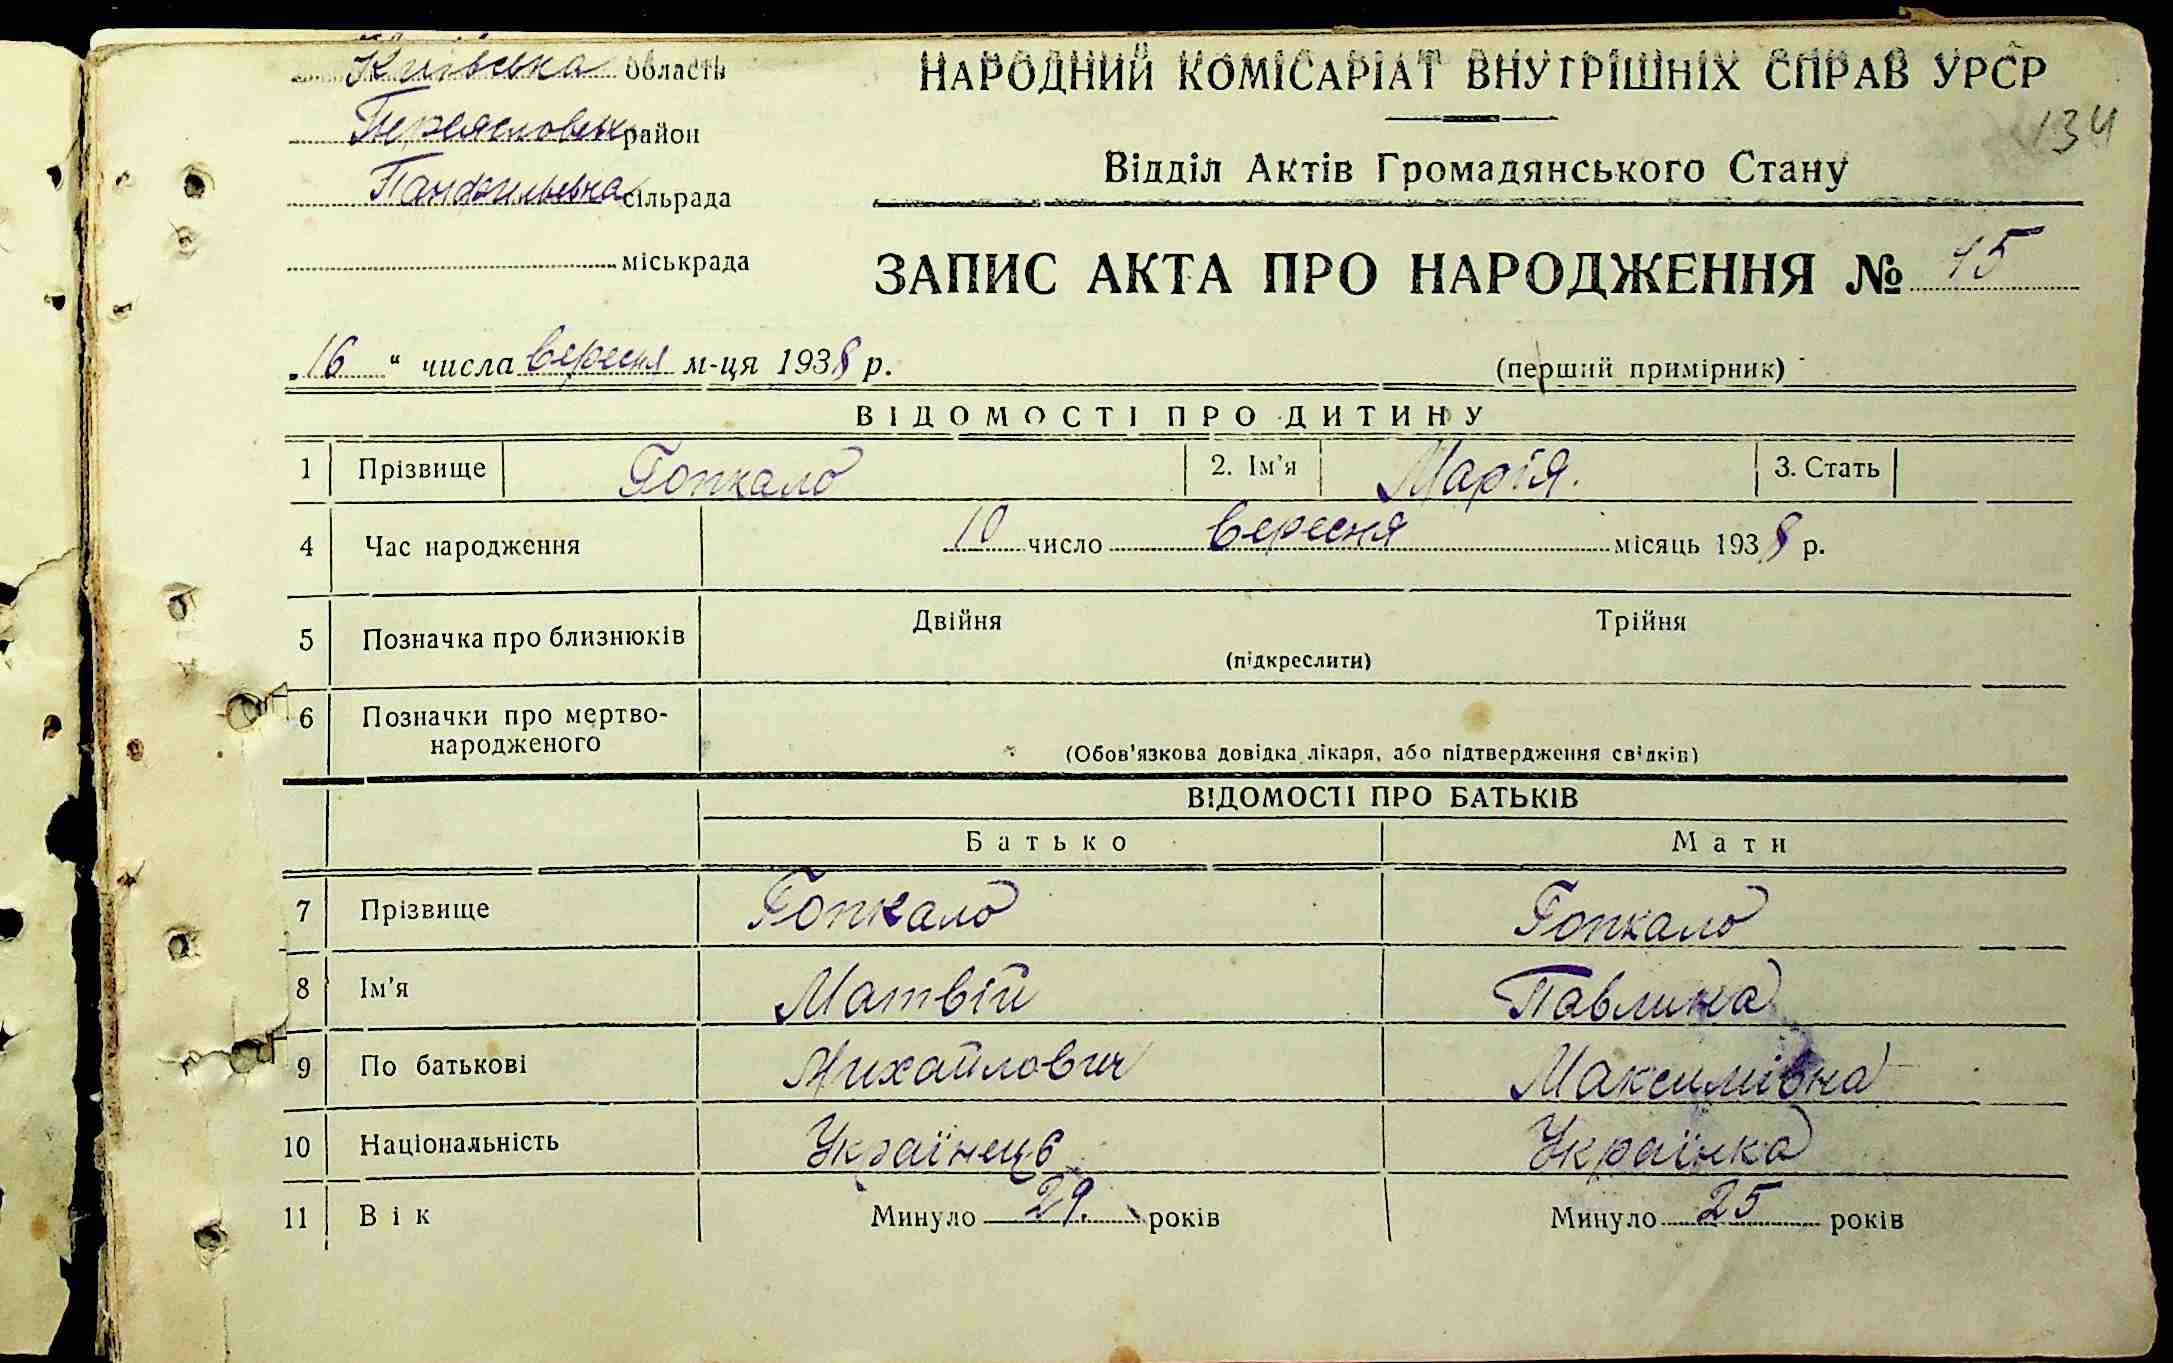 Київська область
НАРОДНИЙ КОМІСАРІАТ ВНУТРІШНІХ СПРАВ УРСР
район
134
Відділ Актів Громадянського Стану
сільрада
міськрада
ЗАПИС АКТА ПРО НАРОДЖЕННЯ № 45
„16 “ числа вересня м-ця 1938 р.
(перший примірник)
ВІДОМОСТІ ПРО ДИТИНУ
1 Прізвище Гопкало 2. Ім'я Марія. 3. Стать
4 Час народження 10 число вересня місяць 1938 р.
5 Позначка про близнюків Двійня Трійня
(підкреслити)
6 Позначки про мертво-
народженого
(Обов'язкова довідка лікаря, або підтвердження свідків)
ВІДОМОСТІ ПРО БАТЬКІВ
Батько Мати
7 Прізвище Гопкало Гопкало
8 Ім'я Матвій Павлина
9 По батькові Михайлович Максимівна
10 Національність Українець Українка
11 Вік Минуло 29. років Минуло 25 років